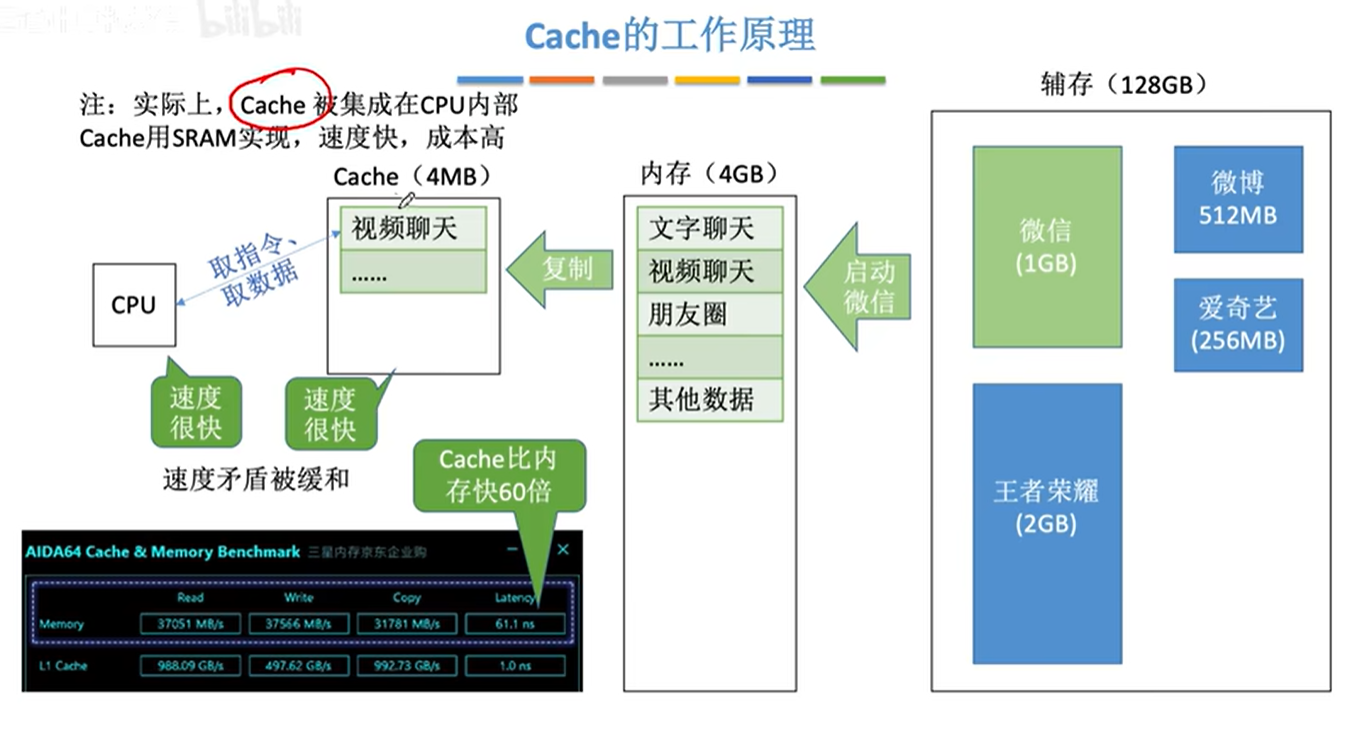 bilibili
Cache的工作原理
注：实际上，Cache 被集成在CPU内部
Cache用SRAM实现，速度快，成本高
辅存（128GB）
Cache（4MB）
内存（4GB）
视频聊天
......
取指令、
取数据
CPU
复制
文字聊天
视频聊天
朋友圈
......
其他数据
启动
微信
微信
(1GB)
微博
512MB
爱奇艺
(256MB)
王者荣耀
(2GB)
速度
很快
速度
很快
速度矛盾被缓和
Cache比内
存快60倍
AIDA64 Cache & Memory Benchmark 三星内存京东企业购
Read Write Copy Latency
Memory 37051 MB/s 37566 MB/s 31781 MB/s 61.1 ns
L1 Cache 988.09 GB/s 497.62 GB/s 992.73 GB/s 1.0 ns